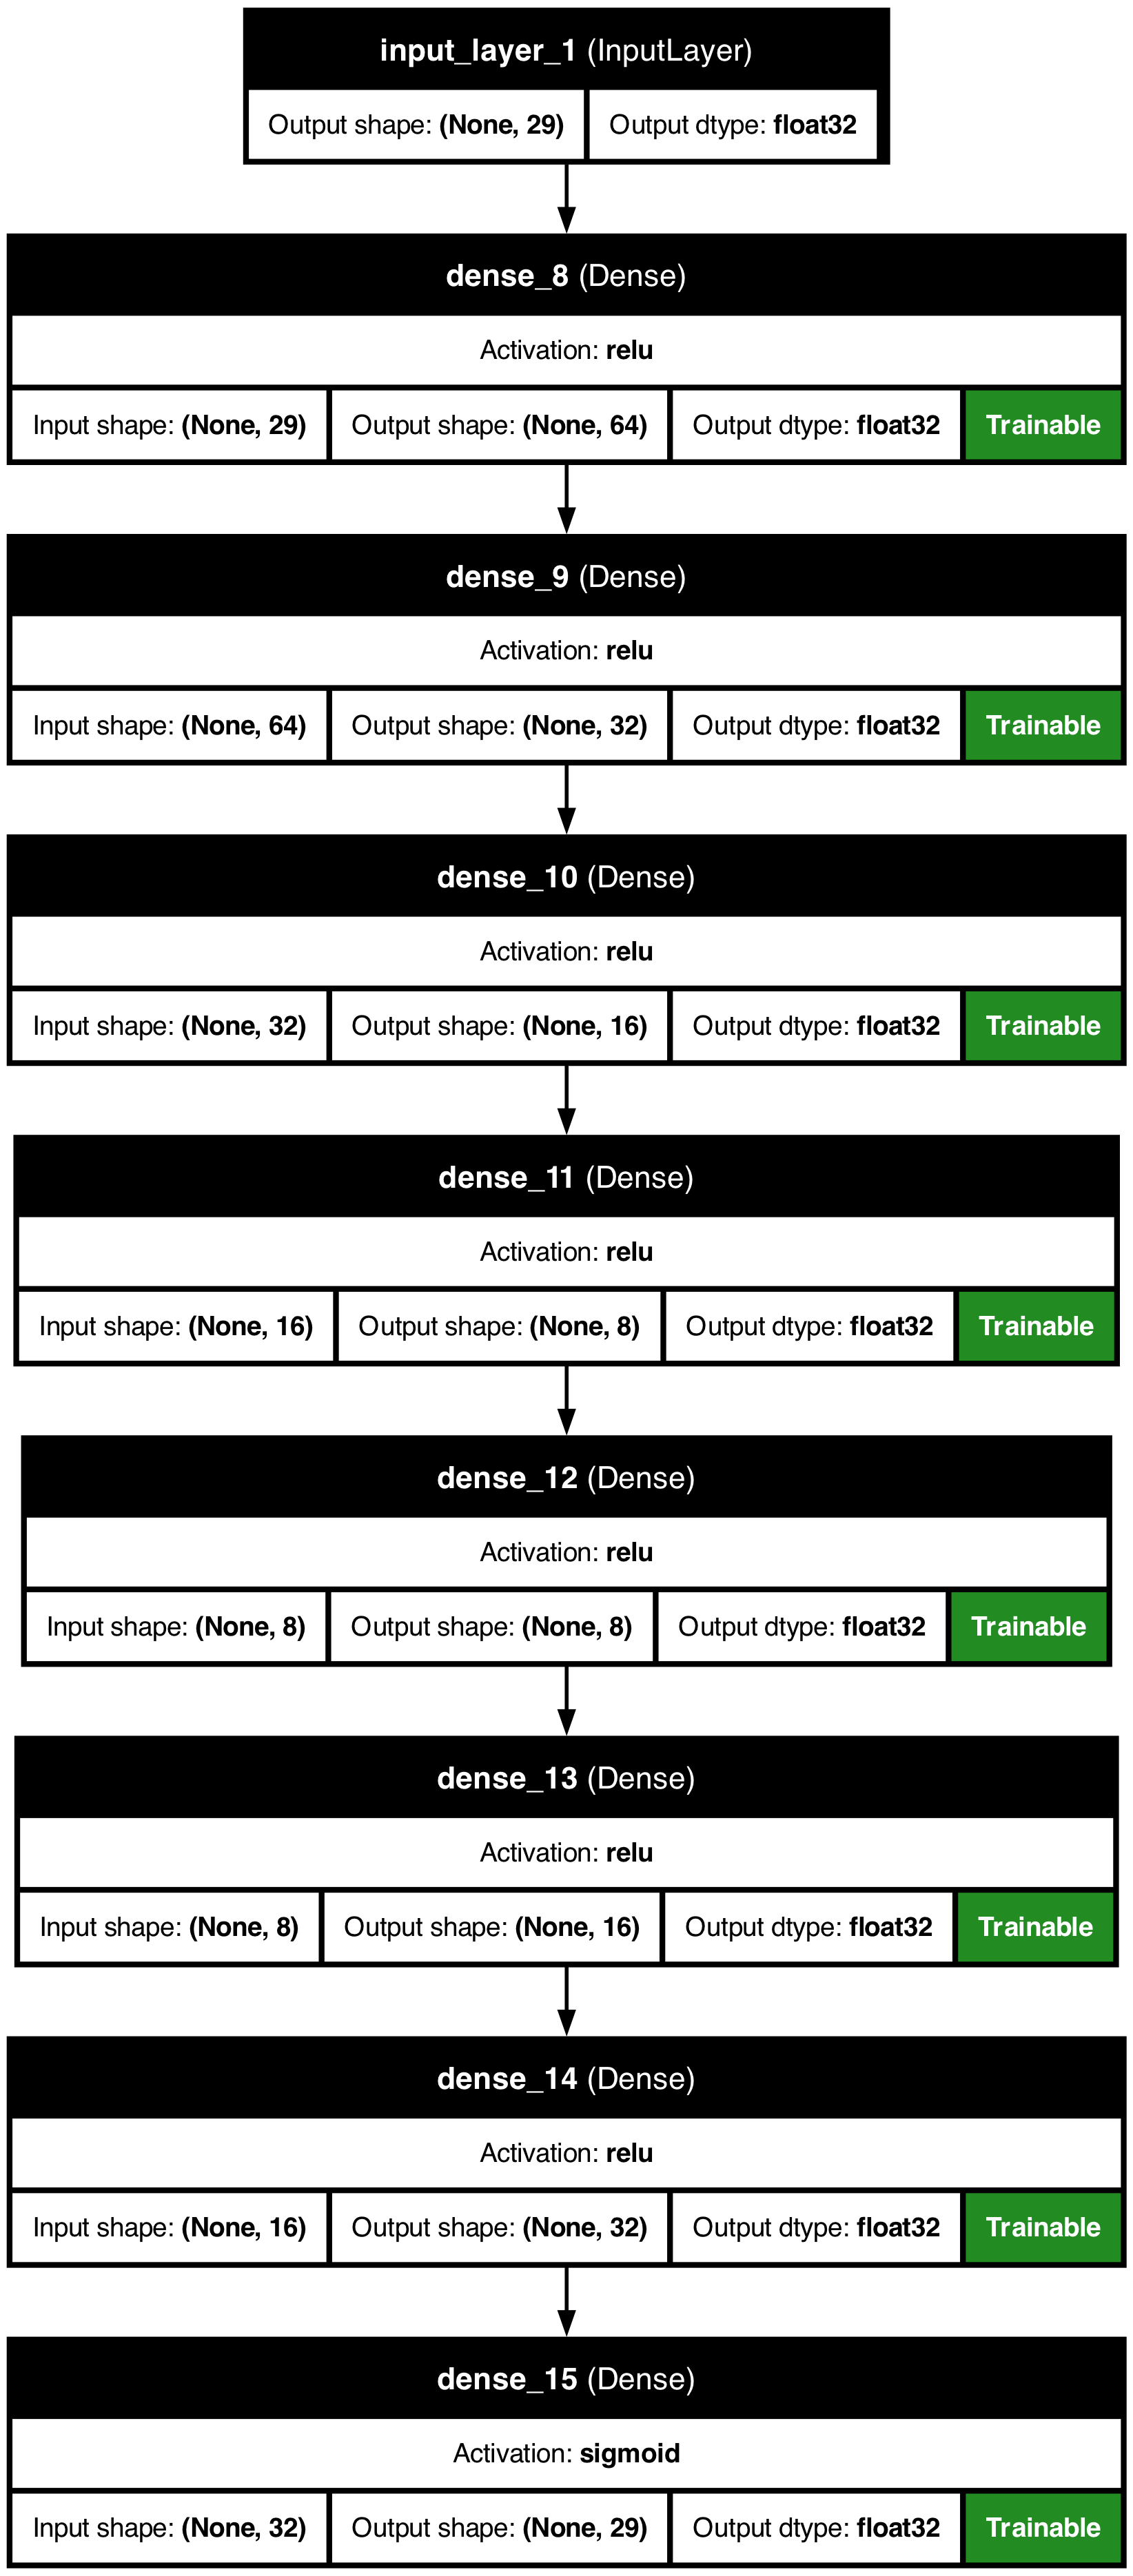 input_layer_1 (InputLayer)
Output shape: (None, 29) Output dtype: float32
dense_8 (Dense)
Activation: relu
Input shape: (None, 29) Output shape: (None, 64) Output dtype: float32 Trainable
dense_9 (Dense)
Activation: relu
Input shape: (None, 64) Output shape: (None, 32) Output dtype: float32 Trainable
dense_10 (Dense)
Activation: relu
Input shape: (None, 32) Output shape: (None, 16) Output dtype: float32 Trainable
dense_11 (Dense)
Activation: relu
Input shape: (None, 16) Output shape: (None, 8) Output dtype: float32 Trainable
dense_12 (Dense)
Activation: relu
Input shape: (None, 8) Output shape: (None, 8) Output dtype: float32 Trainable
dense_13 (Dense)
Activation: relu
Input shape: (None, 8) Output shape: (None, 16) Output dtype: float32 Trainable
dense_14 (Dense)
Activation: relu
Input shape: (None, 16) Output shape: (None, 32) Output dtype: float32 Trainable
dense_15 (Dense)
Activation: sigmoid
Input shape: (None, 32) Output shape: (None, 29) Output dtype: float32 Trainable